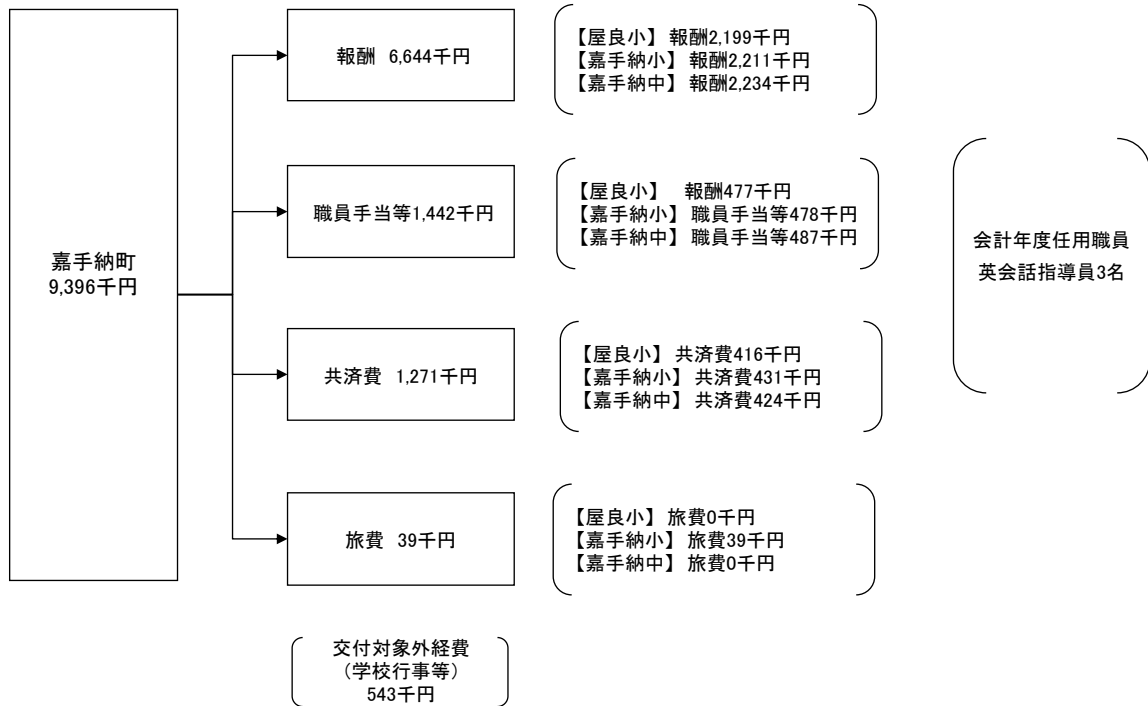 嘉手納町
9,396千円
報酬 6,644千円
【屋良小】 報酬2,199千円
【嘉手納小】 報酬2,211千円
【嘉手納中】 報酬2,234千円
職員手当等1,442千円
【屋良小】 報酬477千円
【嘉手納小】 職員手当等478千円
【嘉手納中】 職員手当等487千円
共済費 1,271千円
【屋良小】 共済費416千円
【嘉手納小】 共済費431千円
【嘉手納中】 共済費424千円
旅費 39千円
【屋良小】 旅費0千円
【嘉手納小】 旅費39千円
【嘉手納中】 旅費0千円
会計年度任用職員
英会話指導員3名
交付対象外経費
（学校行事等）
543千円